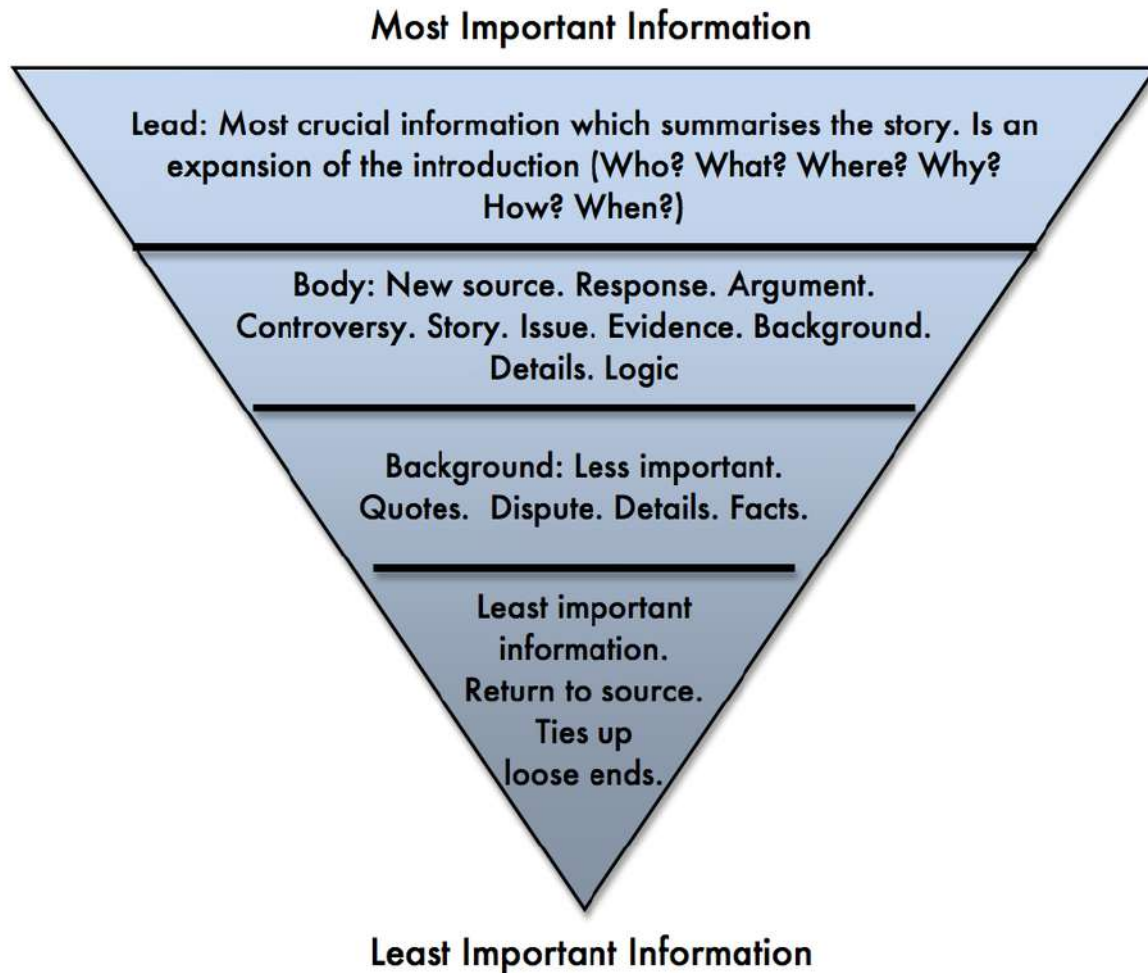 Most Important Information
Lead: Most crucial information which summarises the story. Is an
expansion of the introduction (Who? What? Where? Why?
How? When?)
Body: New source. Response. Argument.
Controversy. Story. Issue. Evidence. Background.
Details. Logic
Background: Less important.
Quotes. Dispute. Details. Facts.
Least important
information.
Return to source.
Ties up
loose ends.
Least Important Information